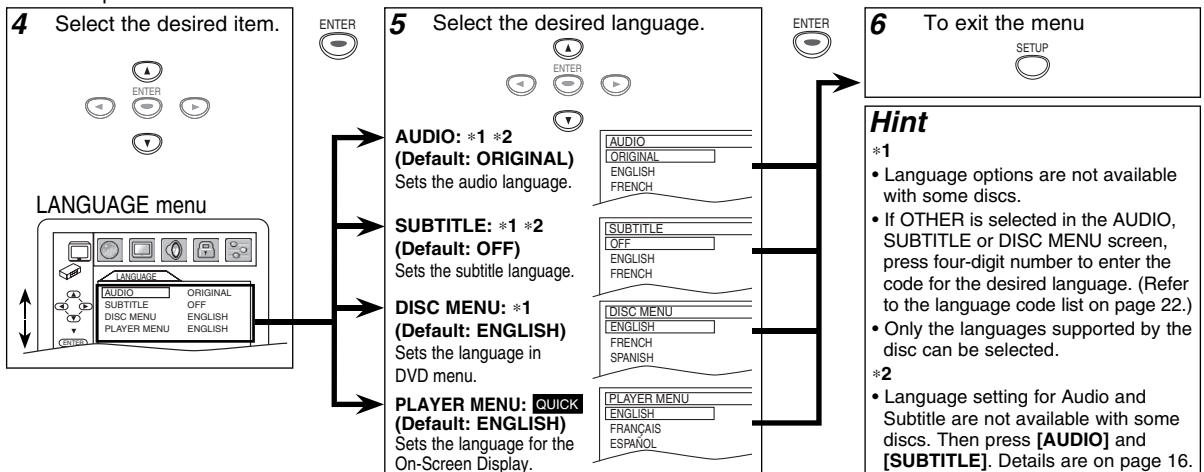 4 Select the desired item.
ENTER
ENTER
LANGUAGE menu
LANGUAGE
AUDIO ORIGINAL
SUBTITLE OFF
DISC MENU ENGLISH
PLAYER MENU ENGLISH
ENTER
5 Select the desired language.
ENTER
AUDIO: *1 *2
(Default: ORIGINAL)
Sets the audio language.
AUDIO
ORIGINAL
ENGLISH
FRENCH
SUBTITLE: *1 *2
(Default: OFF)
Sets the subtitle language.
SUBTITLE
OFF
ENGLISH
FRENCH
DISC MENU: *1
(Default: ENGLISH)
Sets the language in
DVD menu.
DISC MENU
ENGLISH
FRENCH
SPANISH
PLAYER MENU: QUICK
(Default: ENGLISH)
Sets the language for the
On-Screen Display.
PLAYER MENU
ENGLISH
FRANÇAIS
ESPAÑOL
ENTER
6 To exit the menu
SETUP
Hint
*1
• Language options are not available
with some discs.
• If OTHER is selected in the AUDIO,
SUBTITLE or DISC MENU screen,
press four-digit number to enter the
code for the desired language. (Refer
to the language code list on page 22.)
• Only the languages supported by the
disc can be selected.
*2
• Language setting for Audio and
Subtitle are not available with some
discs. Then press [AUDIO] and
[SUBTITLE]. Details are on page 16.